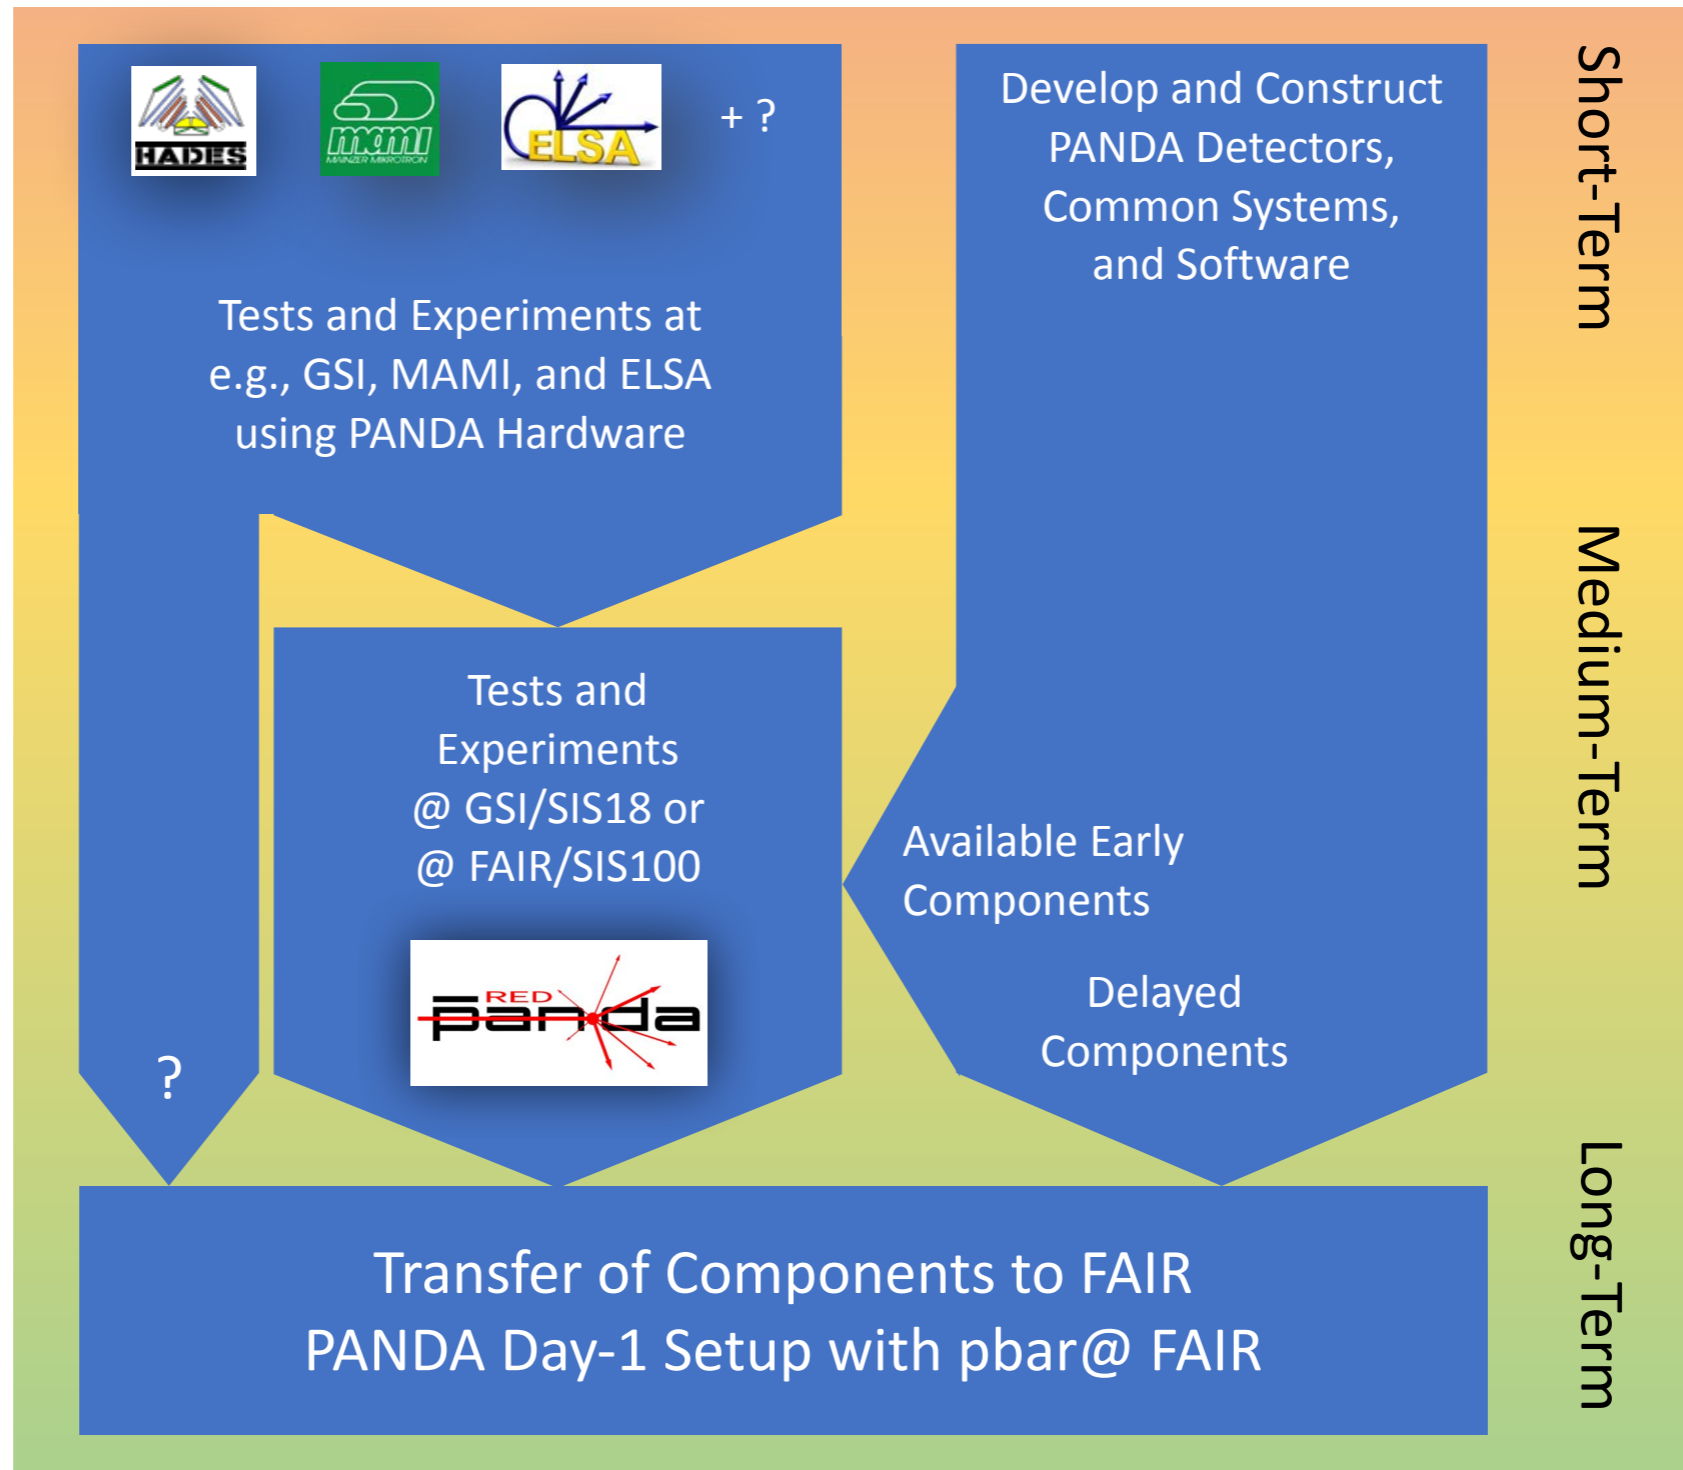 HADES
mami
MAINZER MIKROTRON
ELSA
+ ?
Tests and Experiments at
e.g., GSI, MAMI, and ELSA
using PANDA Hardware
Develop and Construct
PANDA Detectors,
Common Systems,
and Software
Short-Term
Tests and
Experiments
@ GSI/SIS18 or
@ FAIR/SIS100
RED
panda
Available Early
Components
Delayed
Components
Medium-Term
?
Transfer of Components to FAIR
PANDA Day-1 Setup with pbar@ FAIR
Long-Term